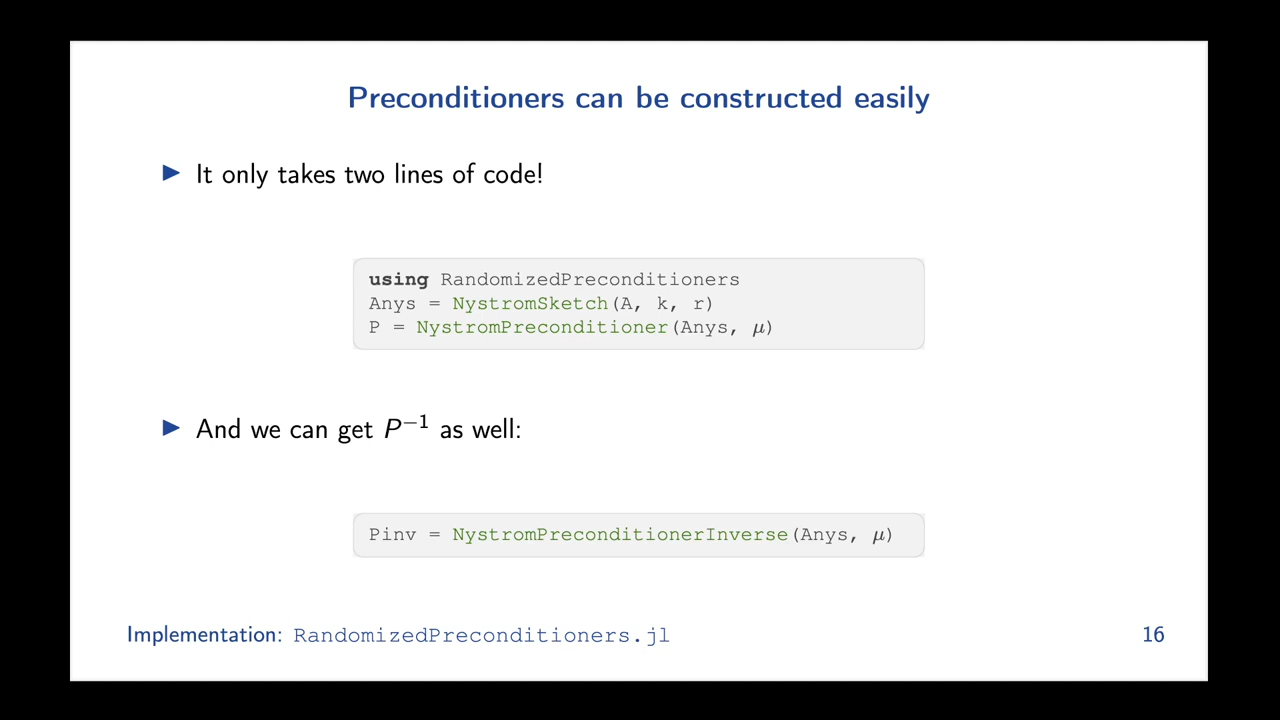 Preconditioners can be constructed easily
▶ It only takes two lines of code!
using RandomizedPreconditioners
Anys = NystromSketch(A, k, r)
P = NystromPreconditioner(Anys, μ)
▶ And we can get P⁻¹ as well:
Pinv = NystromPreconditionerInverse(Anys, μ)
Implementation: RandomizedPreconditioners.jl 16